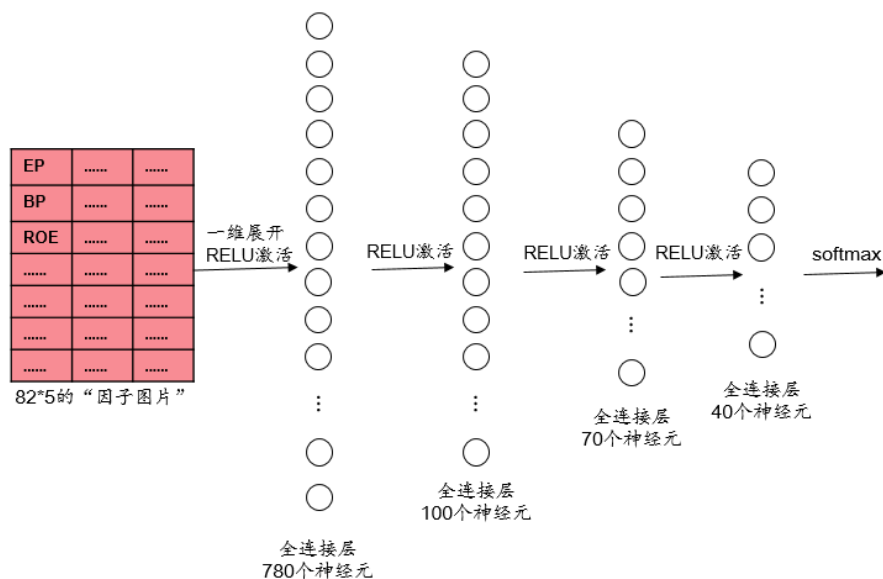 EP …… ……
BP …… ……
ROE …… ……
…… …… ……
…… …… ……
…… …… ……
…… …… ……
82*5的“因子图片”
一维展开
RELU激活
⋮
全连接层
780个神经元
RELU激活
⋮
全连接层
100个神经元
RELU激活
⋮
全连接层
70个神经元
RELU激活
⋮
全连接层
40个神经元
softmax